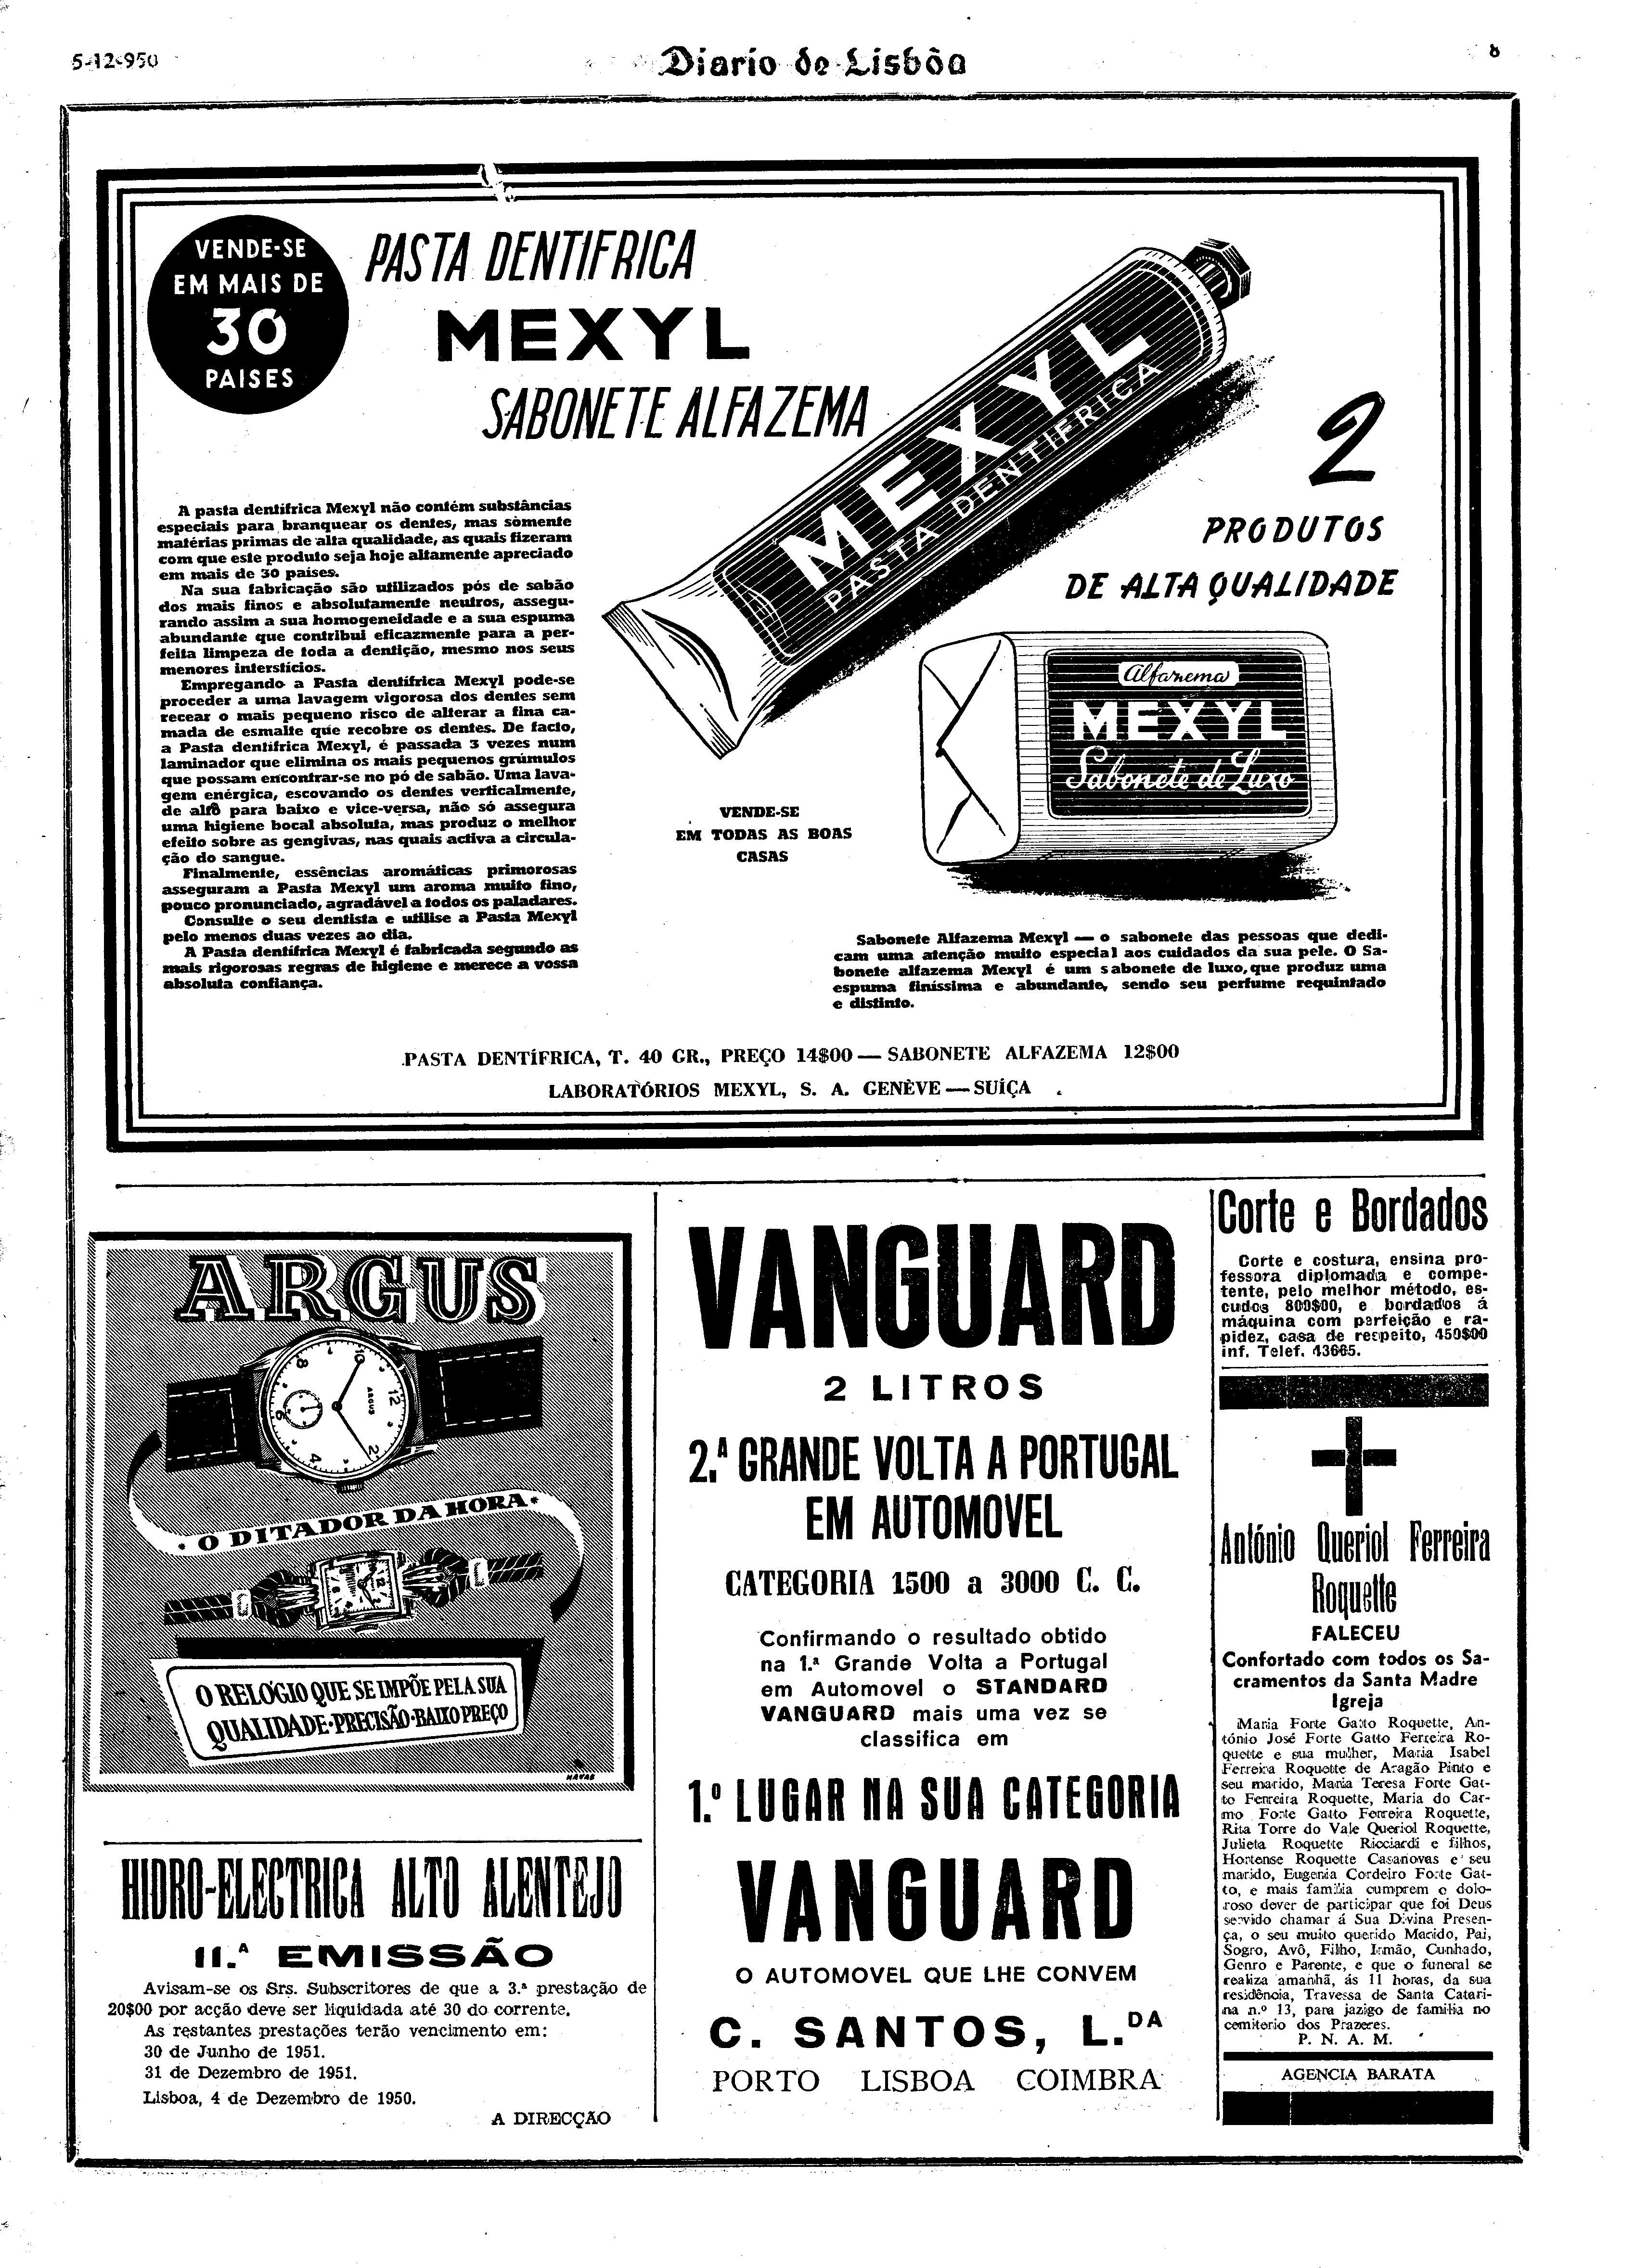 5-12-950
Diario de Lisbôa
8
VENDE-SE
EM MAIS DE
30
PAISES
PASTA DENTIFRICA
MEXYL
SABONETE ALFAZEMA
MEXYL
PASTA DENTIFRICA
2
PRODUTOS
DE ALTA QUALIDADE
A pasta dentífrica Mexyl não contém substâncias
especiais para branquear os dentes, mas sòmente
matérias primas de alta qualidade, as quais fizeram
com que este produto seja hoje altamente apreciado
em mais de 30 países.
Na sua fabricação são utilizados pós de sabão
dos mais finos e absolutamente neutros, assegu-
rando assim a sua homogeneidade e a sua espuma
abundante que contribui eficazmente para a per-
feita limpeza de toda a dentição, mesmo nos seus
menores interstícios.
Empregando a Pasta dentífrica Mexyl pode-se
proceder a uma lavagem vigorosa dos dentes sem
recear o mais pequeno risco de alterar a fina ca-
mada de esmalte que recobre os dentes. De facto,
a Pasta dentífrica Mexyl, é passada 3 vezes num
laminador que elimina os mais pequenos grúmulos
que possam encontrar-se no pó de sabão. Uma lava-
gem enérgica, escovando os dentes verticalmente,
de alto para baixo e vice-versa, não só assegura
uma higiene bocal absoluta, mas produz o melhor
efeito sobre as gengivas, nas quais activa a circula-
ção do sangue.
Finalmente, essências aromáticas primorosas
asseguram a Pasta Mexyl um aroma muito fino,
pouco pronunciado, agradável a todos os paladares.
Consulte o seu dentista e utilise a Pasta Mexyl
pelo menos duas vezes ao dia.
A Pasta dentífrica Mexyl é fabricada segundo as
mais rigorosas regras de higiene e merece a vossa
absoluta confiança.
Alfazema
MEXYL
Sabonete de Luxo
VENDE-SE
EM TODAS AS BOAS
CASAS
Sabonete Alfazema Mexyl — o sabonete das pessoas que dedi-
cam uma atenção muito especial aos cuidados da sua pele. O Sa-
bonete alfazema Mexyl é um sabonete de luxo, que produz uma
espuma finíssima e abundante, sendo seu perfume requintado
e distinto.
PASTA DENTÍFRICA, T. 40 GR., PREÇO 14$00 — SABONETE ALFAZEMA 12$00
LABORATÓRIOS MEXYL, S. A. GENÈVE — SUÍÇA
ARGUS
8
10
12
ARGUS
6
4
2
· O DITADOR DA HORA ·
O RELOGIO QUE SE IMPÕE PELA SUA
QUALIDADE·PRECISÃO·BAIXO PREÇO
HAVAS
HIDRO-ELECTRICA ALTO ALENTEJO
11.ª EMISSÃO
Avisam-se os Srs. Subscritores de que a 3.ª prestação de
20$00 por acção deve ser liquidada até 30 do corrente.
As restantes prestações terão vencimento em:
30 de Junho de 1951.
31 de Dezembro de 1951.
Lisboa, 4 de Dezembro de 1950.
A DIRECÇÃO
VANGUARD
2 LITROS
2.ª GRANDE VOLTA A PORTUGAL
EM AUTOMOVEL
CATEGORIA 1500 a 3000 C. C.
Confirmando o resultado obtido
na 1.ª Grande Volta a Portugal
em Automovel o STANDARD
VANGUARD mais uma vez se
classifica em
1.º LUGAR NA SUA CATEGORIA
VANGUARD
O AUTOMOVEL QUE LHE CONVEM
C. SANTOS, L.DA
PORTO LISBOA COIMBRA
Corte e Bordados
Corte e costura, ensina pro-
fessora diplomada e compe-
tente, pelo melhor método, es-
cudos 800$00, e bordados á
máquina com perfeição e ra-
pidez, casa de respeito, 450$00
inf. Telef. 43665.
António Queriol Ferreira
Roquette
FALECEU
Confortado com todos os Sa-
cramentos da Santa Madre
Igreja
Maria Forte Gatto Roquette, An-
tónio José Forte Gatto Ferreira Ro-
quette e sua mulher, Maria Isabel
Ferreira Roquette de Aragão Pinto e
seu marido, Maria Teresa Forte Gat-
to Ferreira Roquette, Maria do Car-
mo Forte Gatto Ferreira Roquette,
Rita Torre do Vale Queriol Roquette,
Julieta Roquette Ricciardi e filhos,
Hortense Roquette Casanovas e seu
marido, Eugenia Cordeiro Forte Gat-
to, e mais familia cumprem o dolo-
roso dever de participar que foi Deus
servido chamar á Sua Divina Presen-
ça, o seu muito querido Marido, Pai,
Sogro, Avô, Filho, Irmão, Cunhado,
Genro e Parente, e que o funeral se
realiza amanhã, ás 11 horas, da sua
residência, Travessa de Santa Catari-
na n.º 13, para jazigo de familia no
cemiterio dos Prazeres.
P. N. A. M.
AGENCIA BARATA